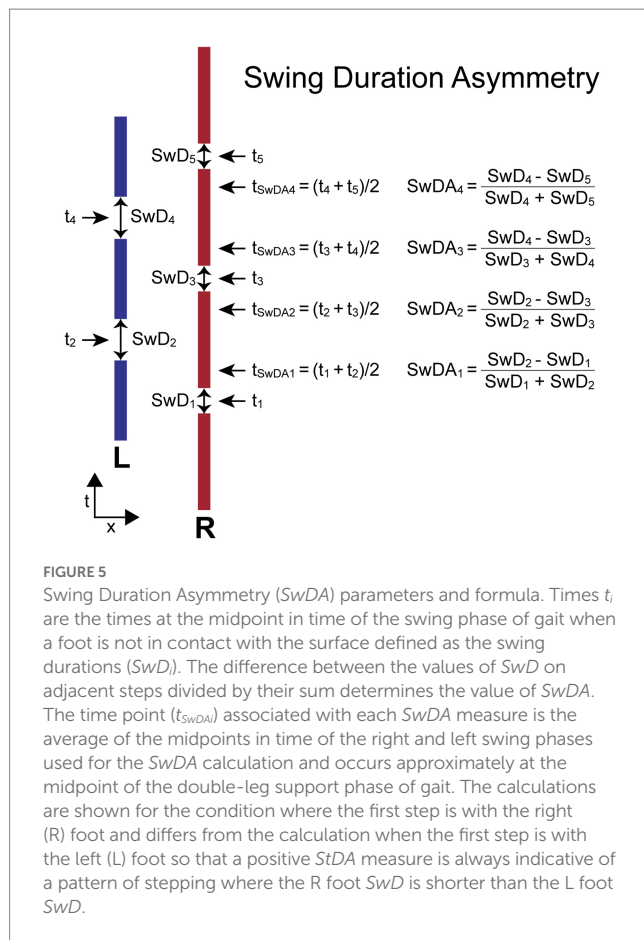 Swing Duration Asymmetry
SwD₅ ← t₅
t₄ → SwD₄ t_SwDA4 = (t₄ + t₅)/2 SwDA₄ = (SwD₄ - SwD₅)/(SwD₄ + SwD₅)
t_SwDA3 = (t₃ + t₄)/2 SwDA₃ = (SwD₄ - SwD₃)/(SwD₃ + SwD₄)
SwD₃ ← t₃
t₂ → SwD₂ t_SwDA2 = (t₂ + t₃)/2 SwDA₂ = (SwD₂ - SwD₃)/(SwD₂ + SwD₃)
t_SwDA1 = (t₁ + t₂)/2 SwDA₁ = (SwD₂ - SwD₁)/(SwD₁ + SwD₂)
SwD₁ ← t₁
L
t
x
R
FIGURE 5
Swing Duration Asymmetry (SwDA) parameters and formula. Times tᵢ
are the times at the midpoint in time of the swing phase of gait when
a foot is not in contact with the surface defined as the swing
durations (SwDᵢ). The difference between the values of SwD on
adjacent steps divided by their sum determines the value of SwDA.
The time point (t_SwDAi) associated with each SwDA measure is the
average of the midpoints in time of the right and left swing phases
used for the SwDA calculation and occurs approximately at the
midpoint of the double-leg support phase of gait. The calculations
are shown for the condition where the first step is with the right
(R) foot and differs from the calculation when the first step is with
the left (L) foot so that a positive StDA measure is always indicative of
a pattern of stepping where the R foot SwD is shorter than the L foot
SwD.